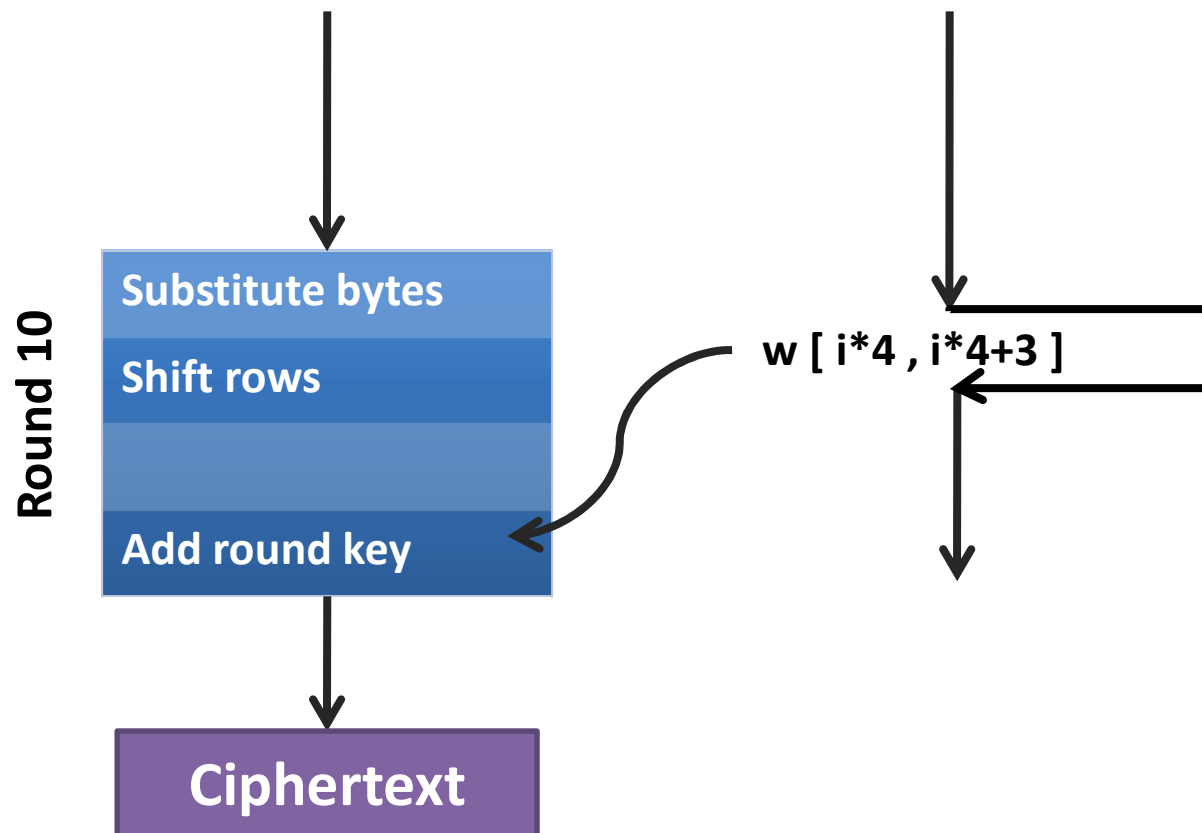 Round 10
Substitute bytes
Shift rows
Add round key
w [ i*4 , i*4+3 ]
Ciphertext